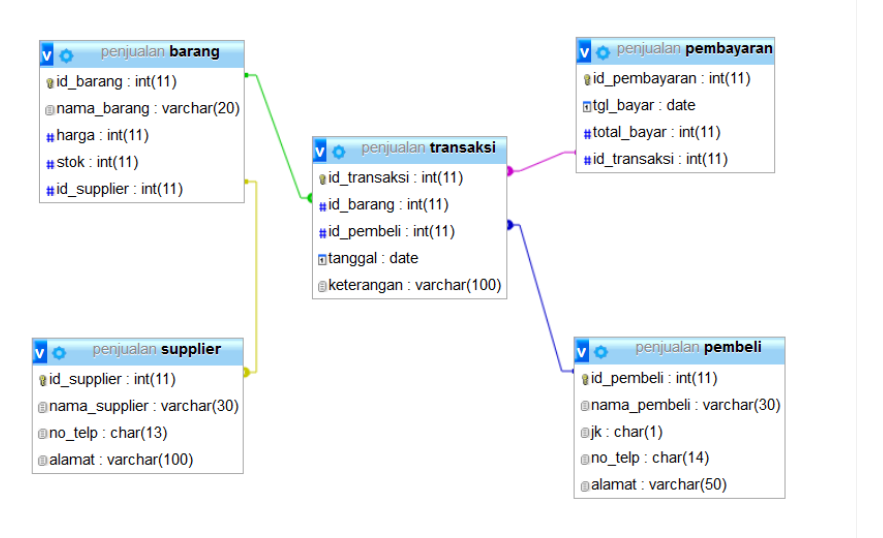 v penjualan barang
id_barang : int(11)
nama_barang : varchar(20)
# harga : int(11)
# stok : int(11)
# id_supplier : int(11)
v penjualan pembayaran
id_pembayaran : int(11)
tgl_bayar : date
# total_bayar : int(11)
# id_transaksi : int(11)
v penjualan transaksi
id_transaksi : int(11)
# id_barang : int(11)
# id_pembeli : int(11)
tanggal : date
keterangan : varchar(100)
v penjualan supplier
id_supplier : int(11)
nama_supplier : varchar(30)
no_telp : char(13)
alamat : varchar(100)
v penjualan pembeli
id_pembeli : int(11)
nama_pembeli : varchar(30)
jk : char(1)
no_telp : char(14)
alamat : varchar(50)